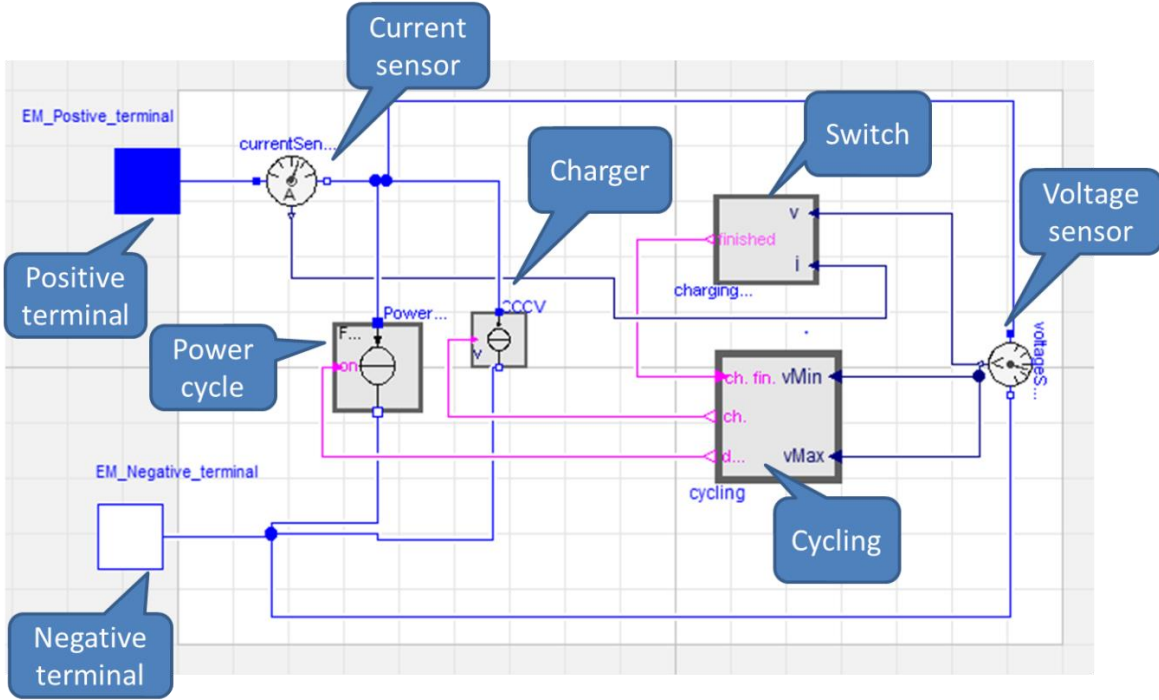 Current
sensor
EM_Postive_terminal
currentSen...
A
Charger
Switch
Voltage
sensor
v
finished
i
charging...
Positive
terminal
Power...
CCCV
F...
on
v
Power
cycle
voltageS...
ch. fin.
vMin
ch.
d...
vMax
cycling
EM_Negative_terminal
Cycling
Negative
terminal